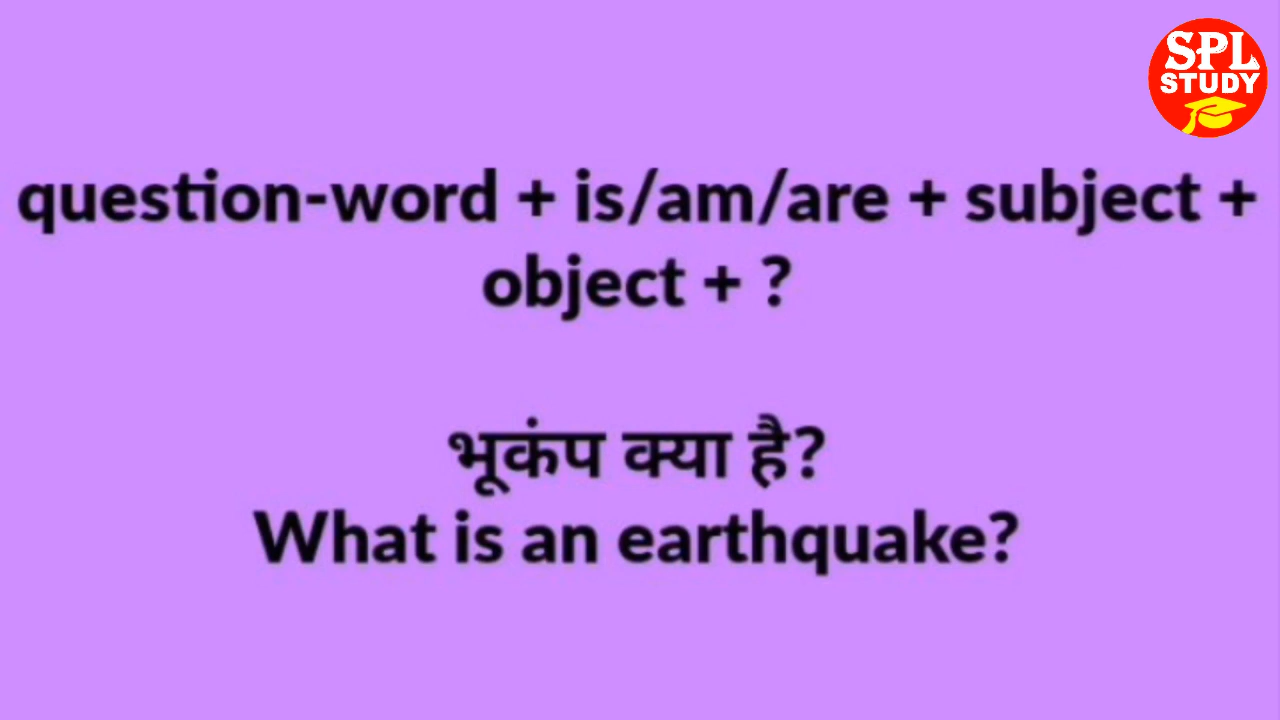 SPL
STUDY
question-word + is/am/are + subject +
object + ?
भूकंप क्या है?
What is an earthquake?